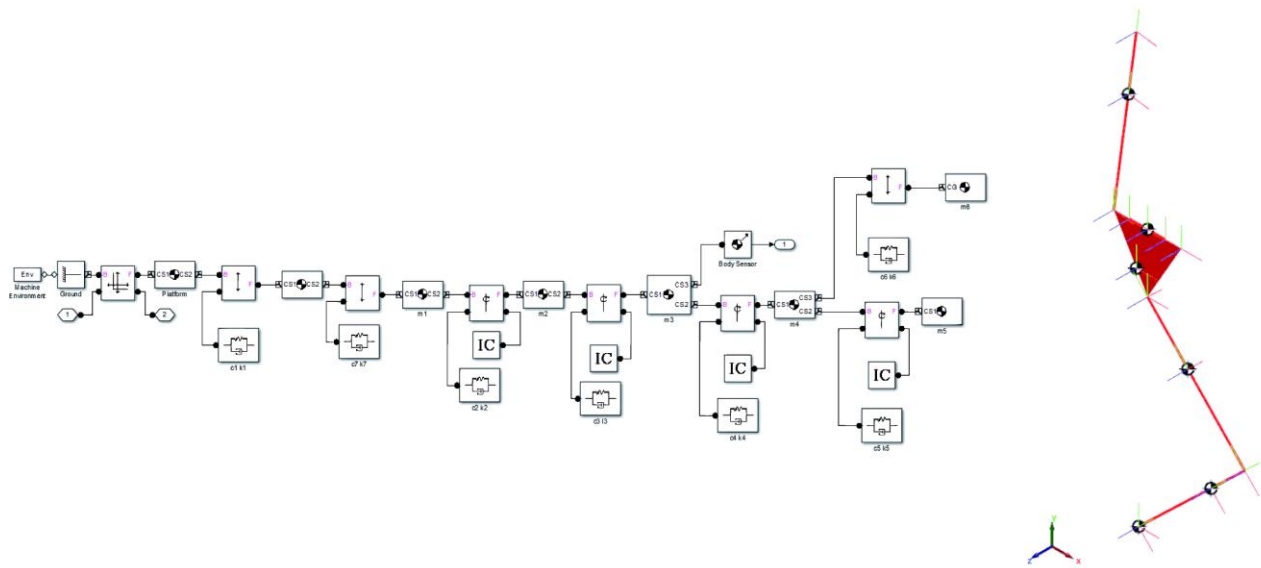 Env
Machine
Environment
Ground
B
F
1
2
CS1 CS2
Platform
B
F
c1 k1
CS1 CS2
B
F
c7 k7
CS1 CS2
m1
B
F
IC
c2 k2
CS1 CS2
m2
B
F
IC
c3 l3
CS1
CS3
CS2
m3
Body Sensor
1
B
F
IC
c4 k4
CS1
CS3
CS2
m4
B
F
c6 k6
CG
m6
B
F
IC
c5 k5
CS1
m5
Y
Z
X